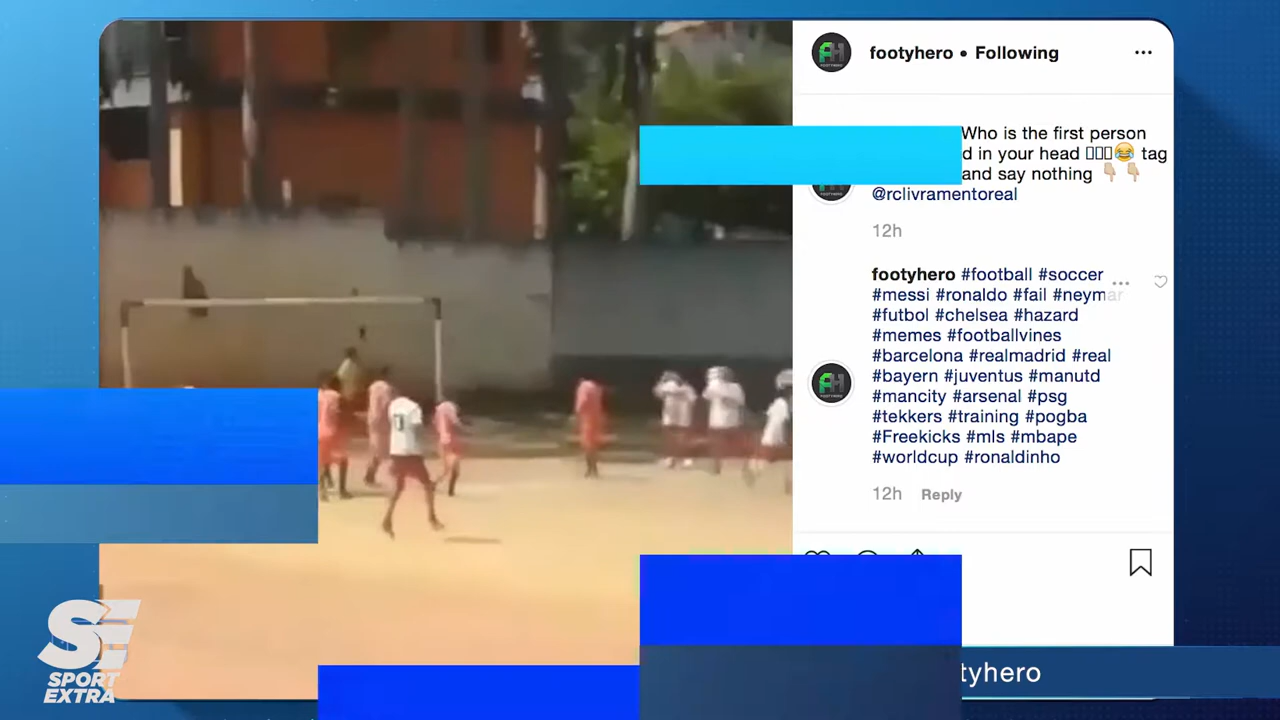 footyhero • Following
Who is the first person
d in your head 😂 tag
and say nothing 👇🏼 👇🏼
@rclivramentoreal
12h
footyhero #football #soccer
#messi #ronaldo #fail #neymar
#futbol #chelsea #hazard
#memes #footballvines
#barcelona #realmadrid #real
#bayern #juventus #manutd
#mancity #arsenal #psg
#tekkers #training #pogba
#Freekicks #mls #mbape
#worldcup #ronaldinho
12h Reply
tyhero
SE
SPORT
EXTRA